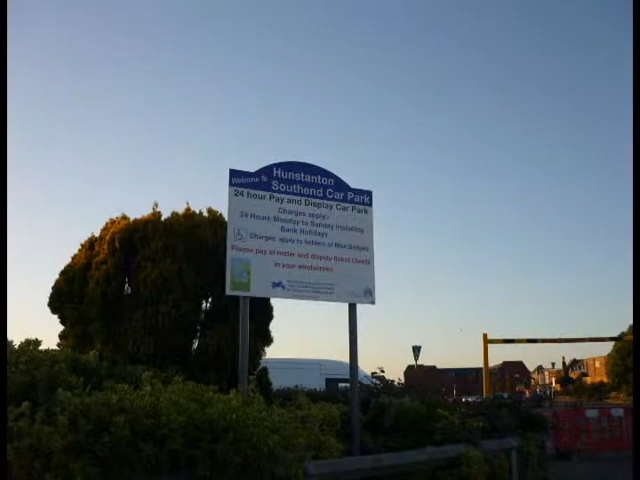 Welcome to
Hunstanton
Southend Car Park
24 hour Pay and Display Car Park
Charges apply:-
24 Hours Monday to Sunday including
Bank Holidays
Charges apply to holders of Blue Badges
Please pay at meter and display ticket clearly
in your windscreen